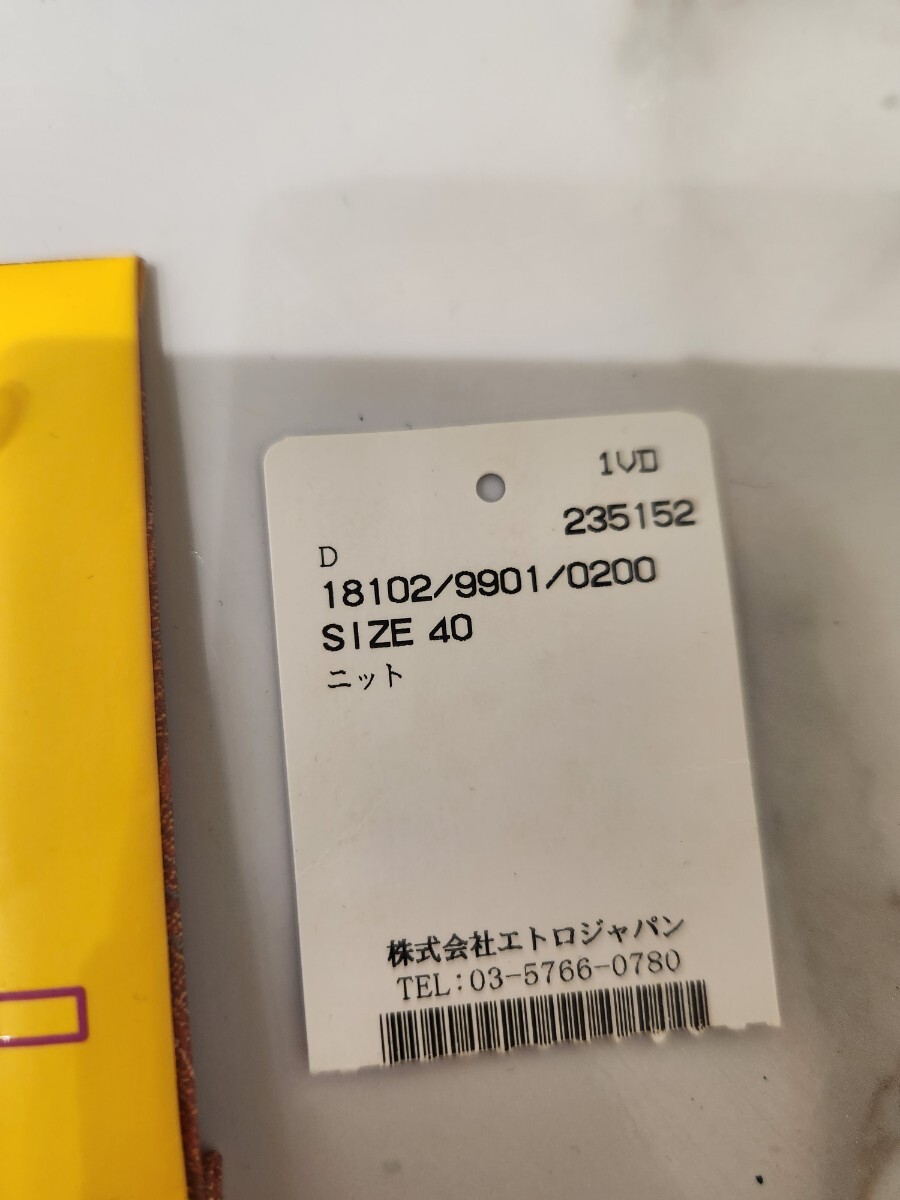 1VD
235152
D
18102/9901/0200
SIZE 40
ニット
株式会社エトロジャパン
TEL:03-5766-0780